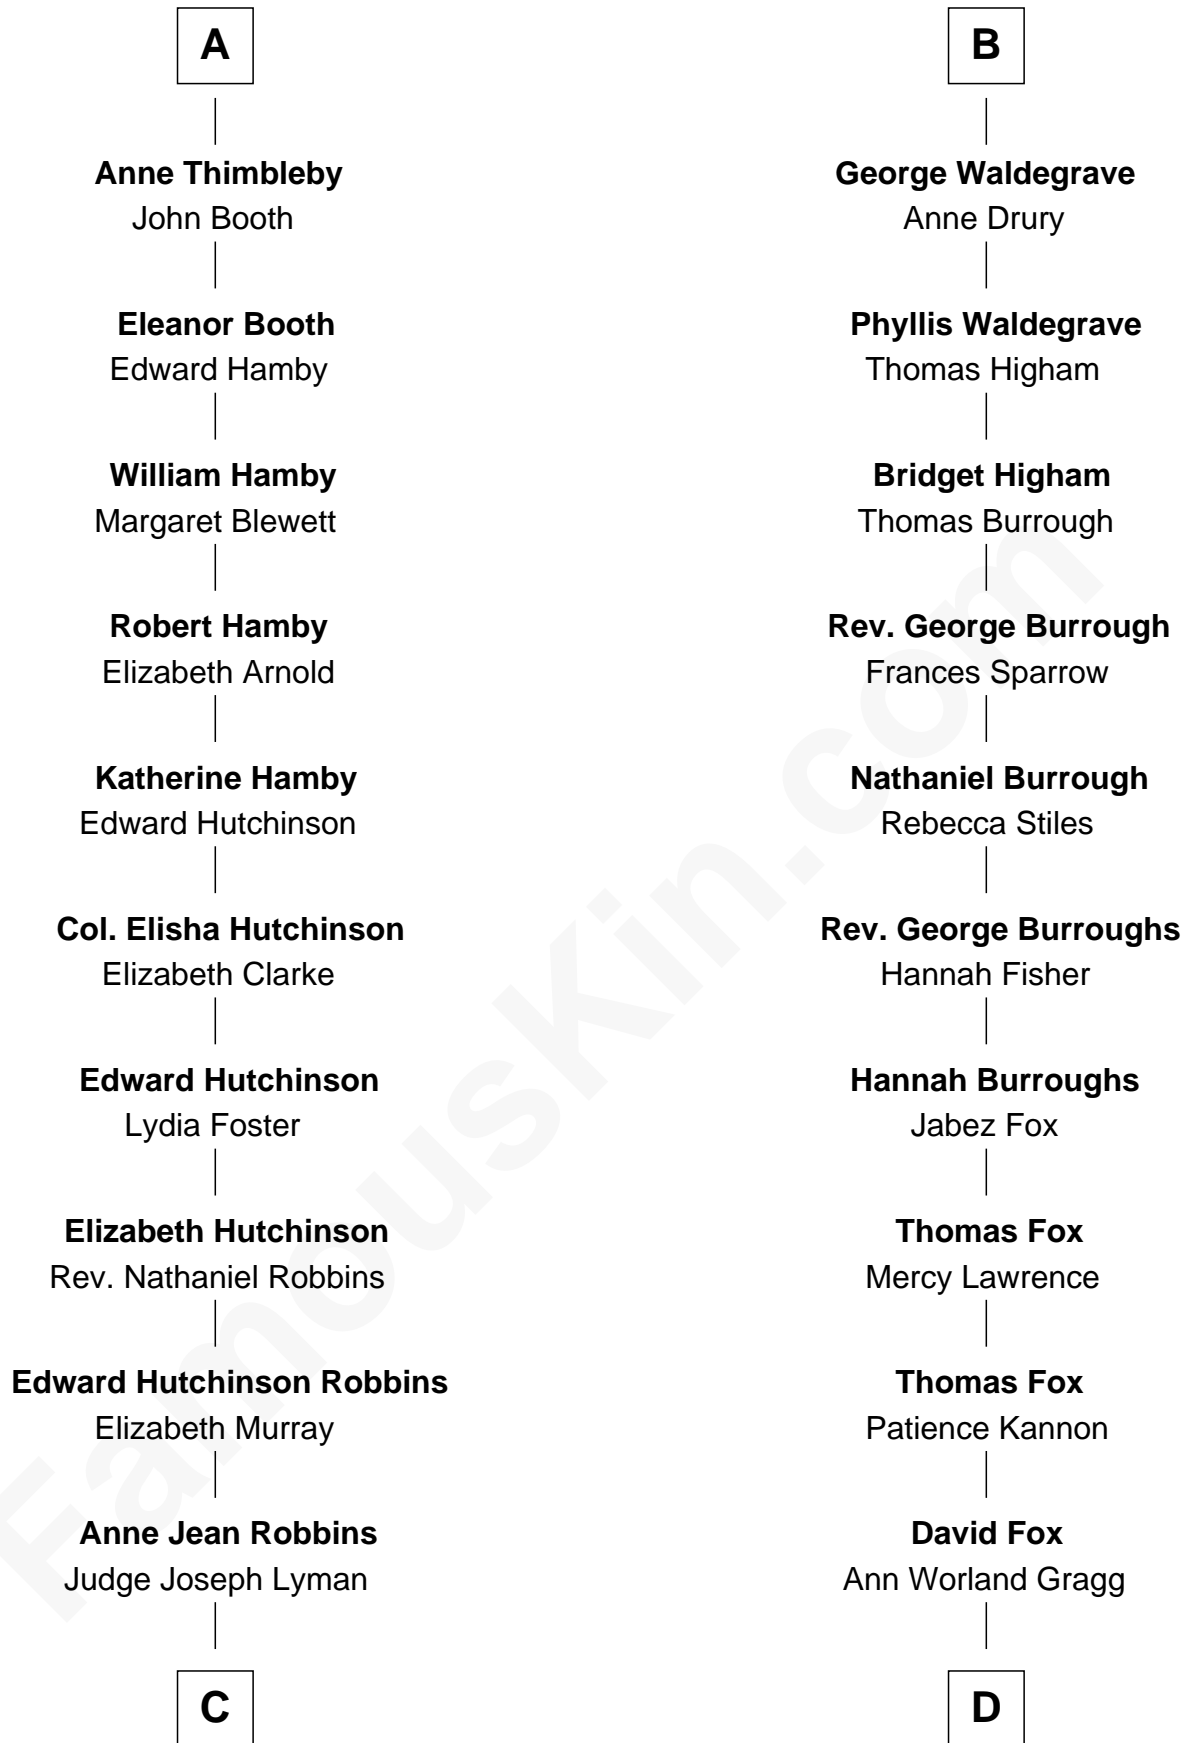 A
Anne Thimbleby
John Booth
Eleanor Booth
Edward Hamby
William Hamby
Margaret Blewett
Robert Hamby
Elizabeth Arnold
Katherine Hamby
Edward Hutchinson
Col. Elisha Hutchinson
Elizabeth Clarke
Edward Hutchinson
Lydia Foster
Elizabeth Hutchinson
Rev. Nathaniel Robbins
Edward Hutchinson Robbins
Elizabeth Murray
Anne Jean Robbins
Judge Joseph Lyman
C
B
George Waldegrave
Anne Drury
Phyllis Waldegrave
Thomas Higham
Bridget Higham
Thomas Burrough
Rev. George Burrough
Frances Sparrow
Nathaniel Burrough
Rebecca Stiles
Rev. George Burroughs
Hannah Fisher
Hannah Burroughs
Jabez Fox
Thomas Fox
Mercy Lawrence
Thomas Fox
Patience Kannon
David Fox
Ann Worland Gragg
D
FamousKin.com